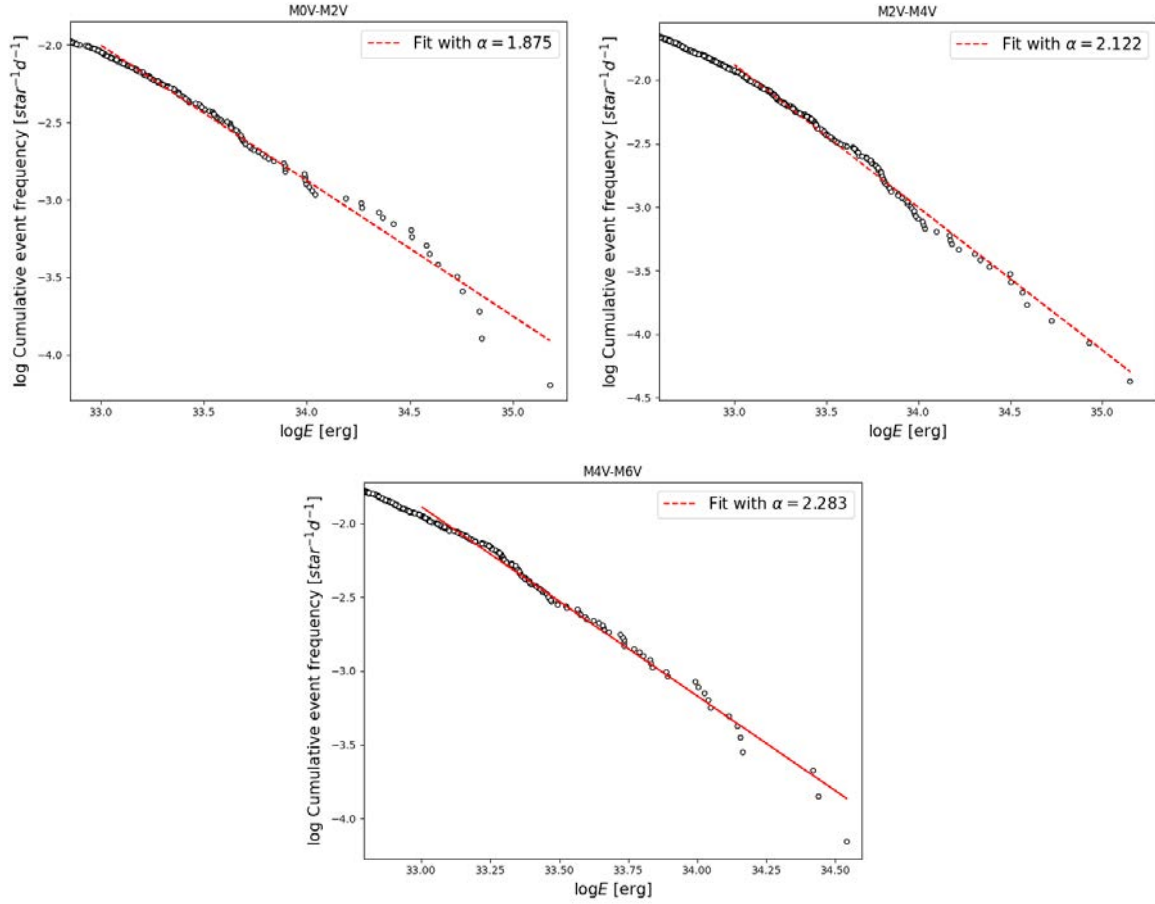 M0V-M2V
Fit with α = 1.875
log Cumulative event frequency [star⁻¹d⁻¹]
−2.0
−2.5
−3.0
−3.5
−4.0
33.0 33.5 34.0 34.5 35.0
logE [erg]
M2V-M4V
Fit with α = 2.122
log Cumulative event frequency [star⁻¹d⁻¹]
−2.0
−2.5
−3.0
−3.5
−4.0
−4.5
33.0 33.5 34.0 34.5 35.0
logE [erg]
M4V-M6V
Fit with α = 2.283
log Cumulative event frequency [star⁻¹d⁻¹]
−2.0
−2.5
−3.0
−3.5
−4.0
33.00 33.25 33.50 33.75 34.00 34.25 34.50
logE [erg]